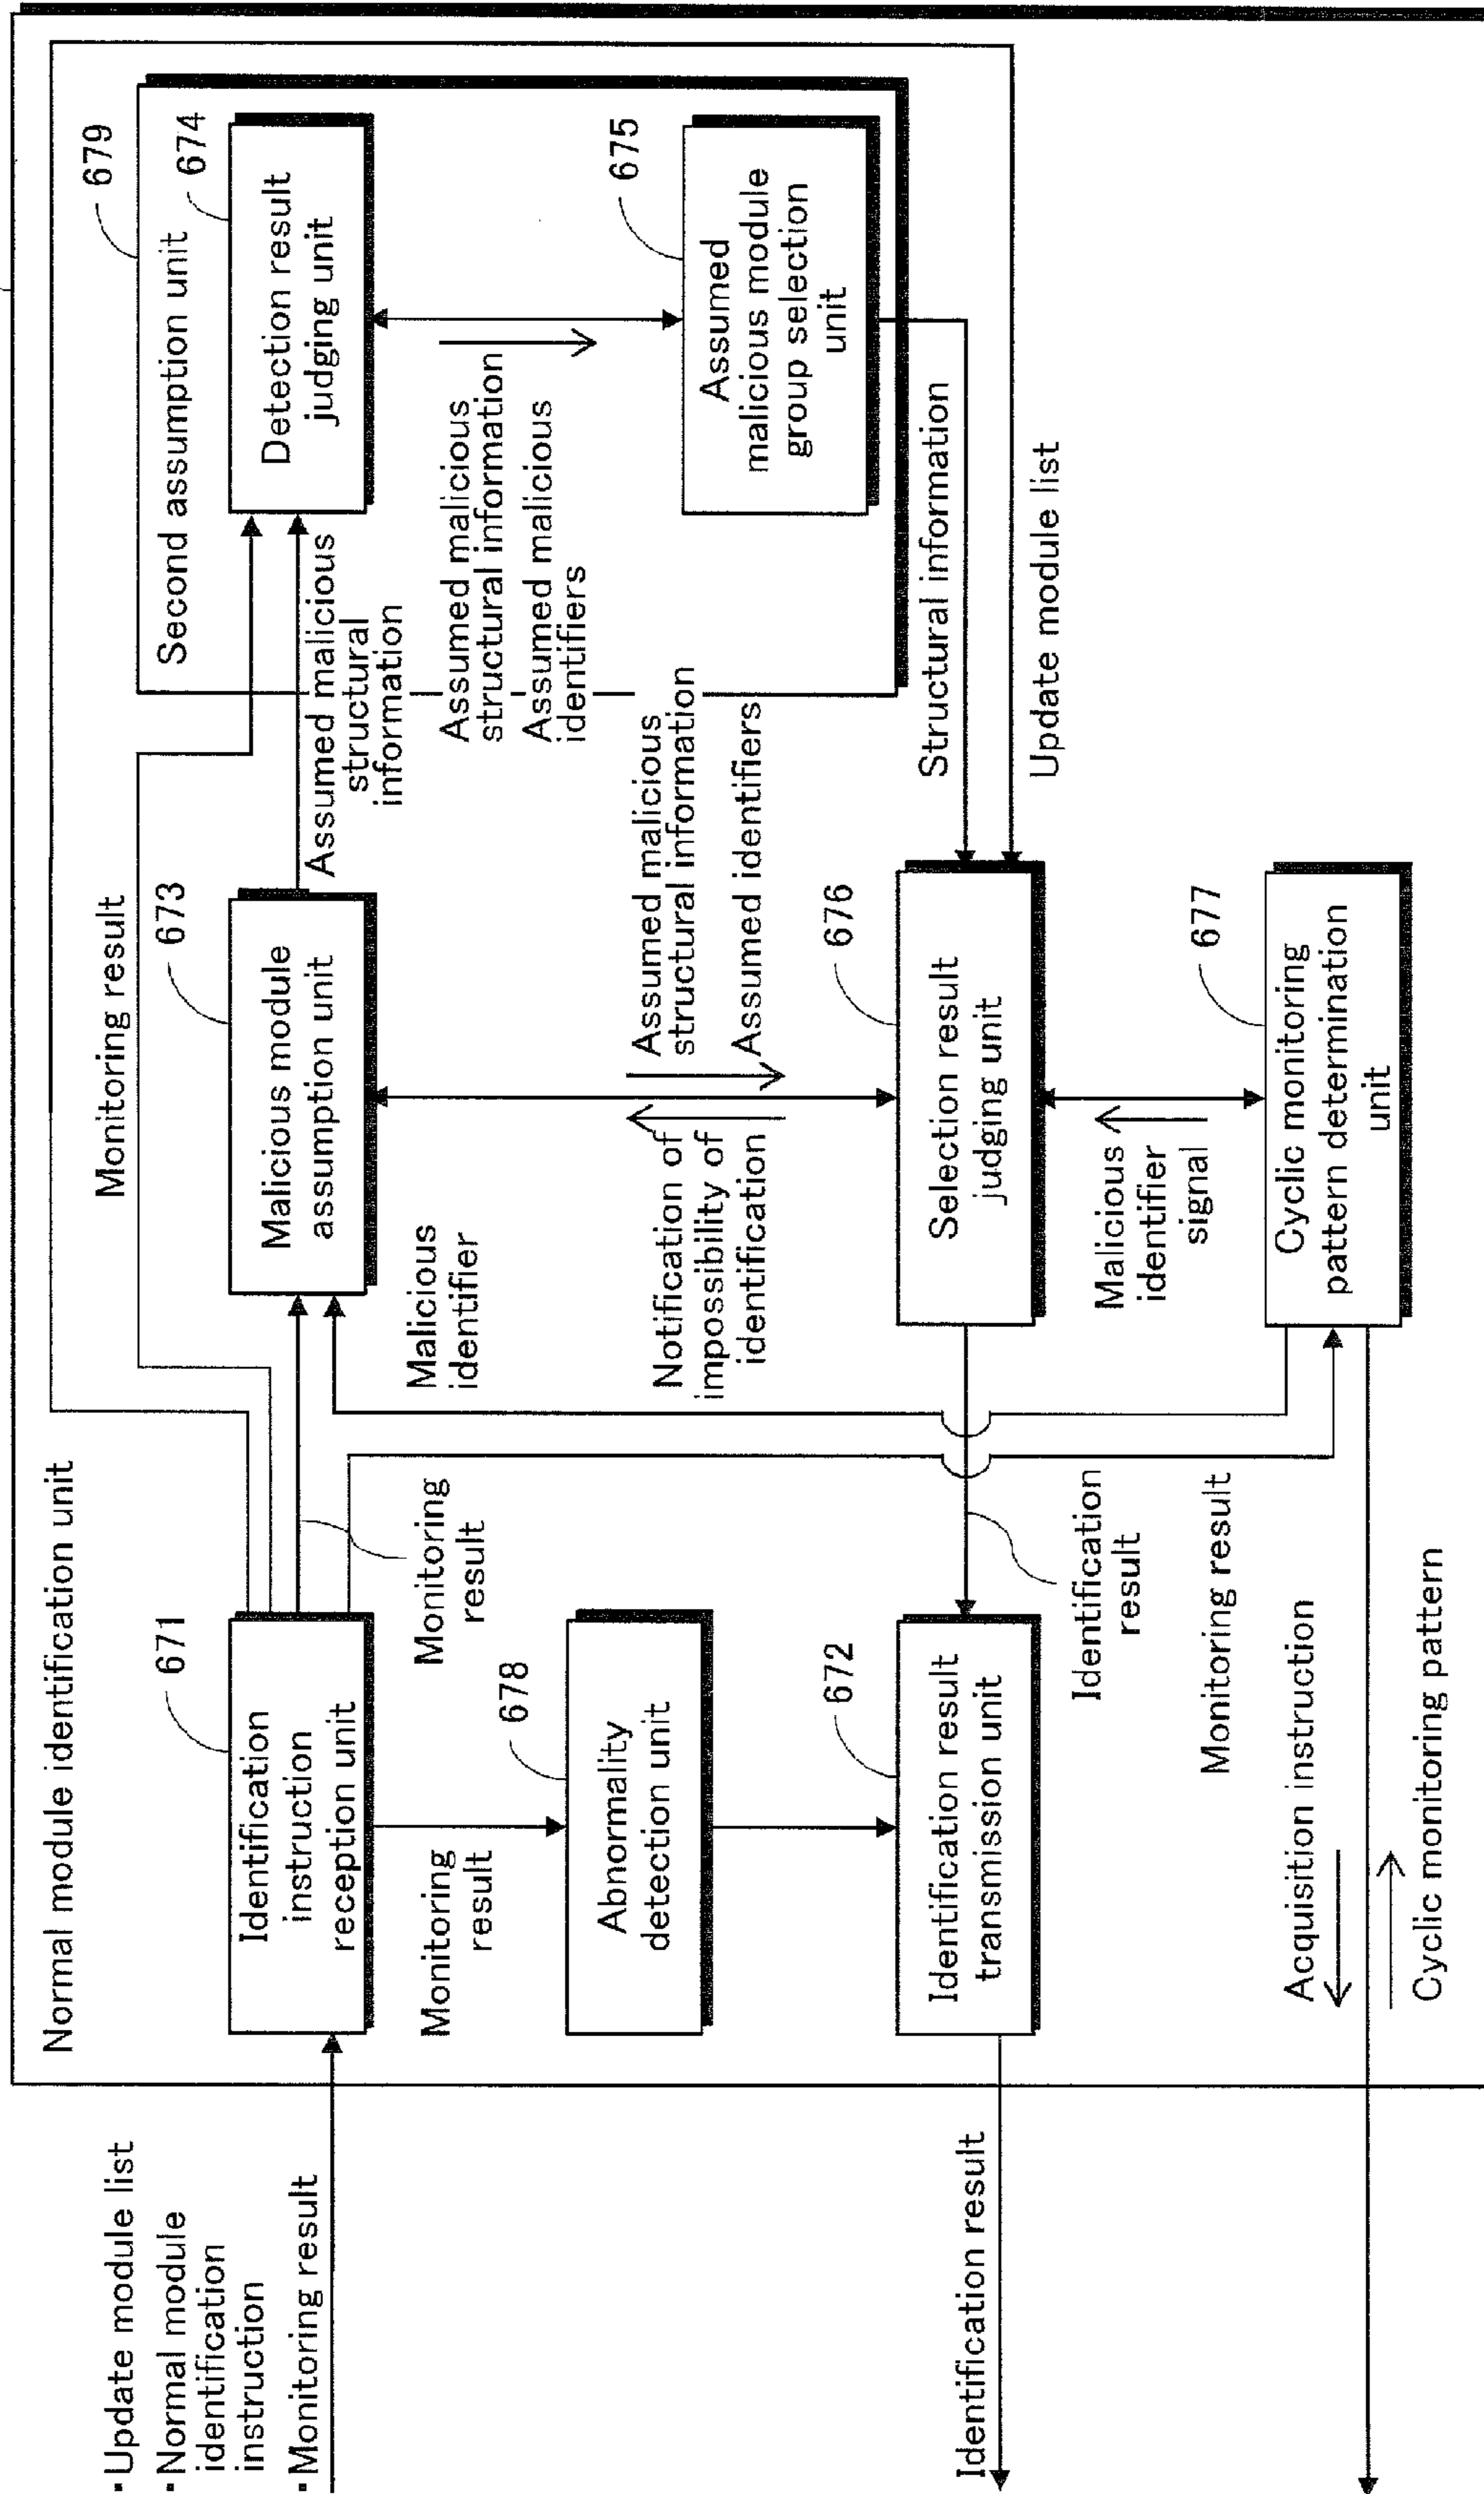 ·Update module list
·Normal module
identification
instruction
·Monitoring result
Identification result
Normal module identification unit
671
Identification
instruction
reception unit
Monitoring
result
678
Abnormality
detection unit
672
Identification result
transmission unit
Monitoring
result
Identification
result
Monitoring result
Acquisition instruction
Cyclic monitoring pattern
Monitoring result
673
Malicious module
assumption unit
Malicious
identifier
Notification of
impossibility of
identification
Assumed malicious
structural information
Assumed identifiers
676
Selection result
judging unit
Malicious
identifier
signal
677
Cyclic monitoring
pattern determination
unit
679
Second assumption unit
674
Detection result
judging unit
Assumed malicious
structural
information
Assumed malicious
structural information
Assumed malicious
identifiers
675
Assumed
malicious module
group selection
unit
Structural information
Update module list